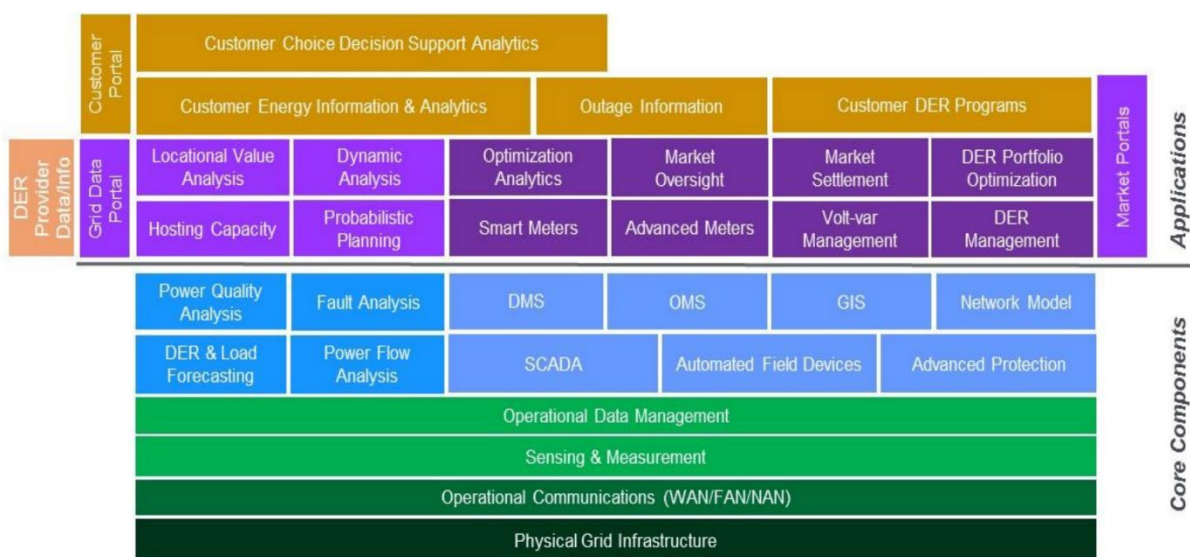 Customer Choice Decision Support Analytics
Customer
Portal
Customer Energy Information & Analytics
Outage Information
Customer DER Programs
DER
Provider
Data/Info
Grid Data
Portal
Locational Value
Analysis
Dynamic
Analysis
Optimization
Analytics
Market
Oversight
Market
Settlement
DER Portfolio
Optimization
Market Portals
Applications
Hosting Capacity
Probabilistic
Planning
Smart Meters
Advanced Meters
Volt-var
Management
DER
Management
Power Quality
Analysis
Fault Analysis
DMS
OMS
GIS
Network Model
DER & Load
Forecasting
Power Flow
Analysis
SCADA
Automated Field Devices
Advanced Protection
Core Components
Operational Data Management
Sensing & Measurement
Operational Communications (WAN/FAN/NAN)
Physical Grid Infrastructure